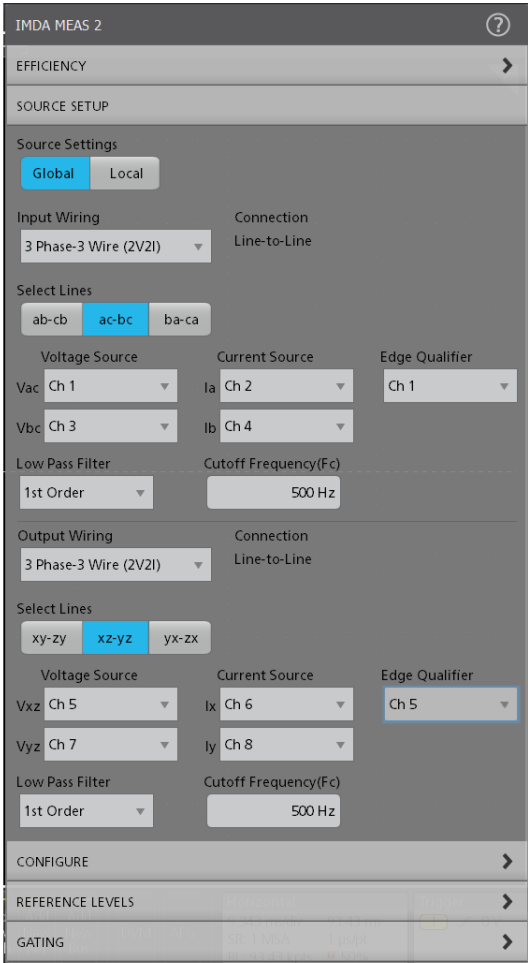 IMDA MEAS 2
?
EFFICIENCY
SOURCE SETUP
Source Settings
Global Local
Input Wiring Connection
3 Phase-3 Wire (2V2I) Line-to-Line
Select Lines
ab-cb ac-bc ba-ca
Voltage Source Current Source Edge Qualifier
Vac Ch 1 Ia Ch 2 Ch 1
Vbc Ch 3 Ib Ch 4
Low Pass Filter Cutoff Frequency(Fc)
1st Order 500 Hz
Output Wiring Connection
3 Phase-3 Wire (2V2I) Line-to-Line
Select Lines
xy-zy xz-yz yx-zx
Voltage Source Current Source Edge Qualifier
Vxz Ch 5 Ix Ch 6 Ch 5
Vyz Ch 7 Iy Ch 8
Low Pass Filter Cutoff Frequency(Fc)
1st Order 500 Hz
CONFIGURE
REFERENCE LEVELS
Horizontal Trigger
GATING
SR: 1 MS/s